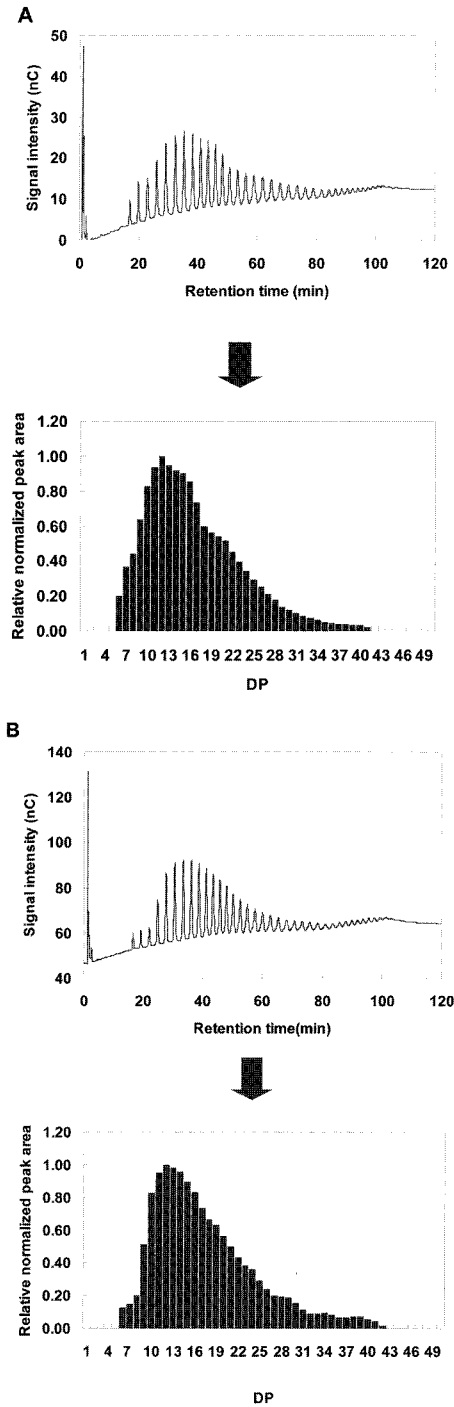 A
Signal intensity (nC)
50
40
30
20
10
0
0 20 40 60 80 100 120
Retention time (min)
Relative normalized peak area
1.20
1.00
0.80
0.60
0.40
0.20
0.00
1 4 7 10 13 16 19 22 25 28 31 34 37 40 43 46 49
DP
B
Signal intensity (nC)
140
120
100
80
60
40
0 20 40 60 80 100 120
Retention time(min)
Relative normalized peak area
1.20
1.00
0.80
0.60
0.40
0.20
0.00
1 4 7 10 13 16 19 22 25 28 31 34 37 40 43 46 49
DP